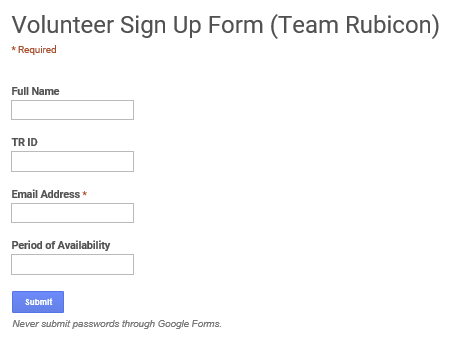 Volunteer Sign Up Form (Team Rubicon)
* Required
Full Name
TR ID
Email Address *
Period of Availability
Submit
Never submit passwords through Google Forms.